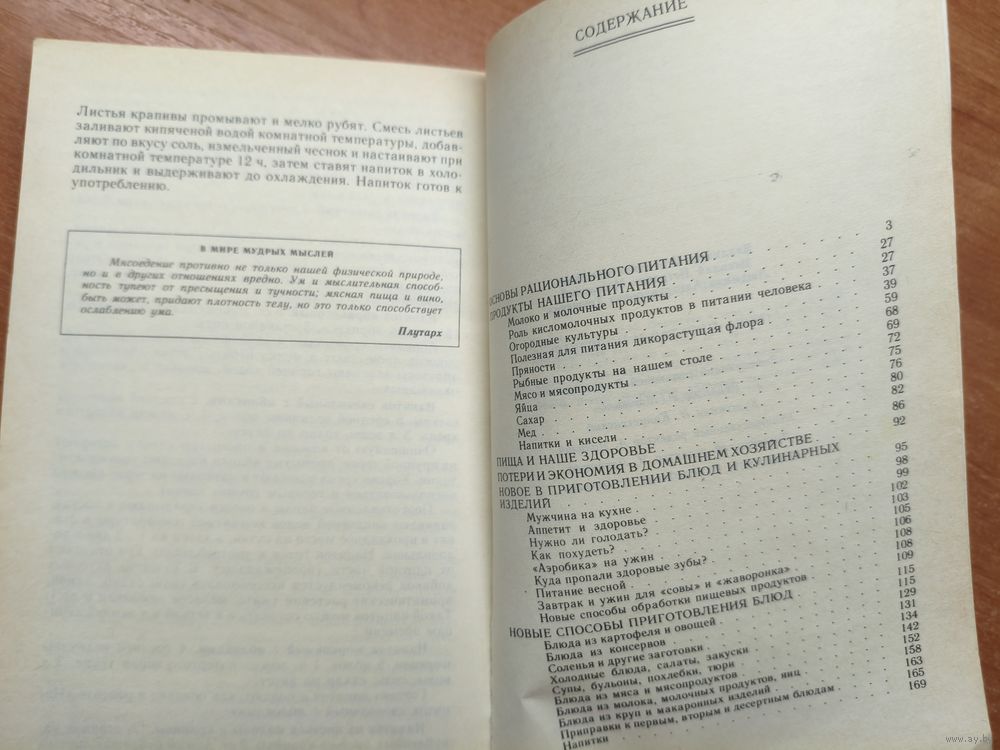 Листья крапивы промывают и мелко рубят. Смесь листьев
заливают кипяченой водой комнатной температуры, добав-
ляют по вкусу соль, измельченный чеснок и настаивают при
комнатной температуре 12 ч, затем ставят напиток в холо-
дильник и выдерживают до охлаждения. Напиток готов к
употреблению.
В МИРЕ МУДРЫХ МЫСЛЕЙ
Мясоедение противно не только нашей физической природе,
но и в других отношениях вредно. Ум и мыслительная способ-
ность тупеют от пресыщения и тучности; мясная пища и вино,
быть может, придают плотность телу, но это только способствует
ослаблению ума.
Плутарх
СОДЕРЖАНИЕ
ОСНОВЫ РАЦИОНАЛЬНОГО ПИТАНИЯ 3
ПРОДУКТЫ НАШЕГО ПИТАНИЯ 27
Молоко и молочные продукты 27
Роль кисломолочных продуктов в питании человека 37
Огородные культуры 39
Полезная для питания дикорастущая флора 59
Пряности 68
Рыбные продукты на нашем столе 69
Мясо и мясопродукты 72
Яйца 75
Сахар 76
Мед 80
Напитки и кисели 82
ПИЩА И НАШЕ ЗДОРОВЬЕ 86
ПОТЕРИ И ЭКОНОМИЯ В ДОМАШНЕМ ХОЗЯЙСТВЕ 92
НОВОЕ В ПРИГОТОВЛЕНИИ БЛЮД И КУЛИНАРНЫХ
ИЗДЕЛИЙ 95
Мужчина на кухне 98
Аппетит и здоровье 99
Нужно ли голодать? 102
Как похудеть? 103
«Аэробика» на ужин 105
Куда пропали здоровые зубы? 106
Питание весной 108
Завтрак и ужин для «совы» и «жаворонка» 108
Новые способы обработки пищевых продуктов 109
НОВЫЕ СПОСОБЫ ПРИГОТОВЛЕНИЯ БЛЮД 115
Блюда из картофеля и овощей 115
Блюда из консервов 129
Соленья и другие заготовки 131
Холодные блюда, салаты, закуски 134
Супы, бульоны, похлебки, тюри 142
Блюда из мяса и мясопродуктов 152
Блюда из молока, молочных продуктов, яиц 158
Блюда из круп и макаронных изделий 163
Приправки к первым, вторым и десертным блюдам 165
Напитки 169
www.ay.by